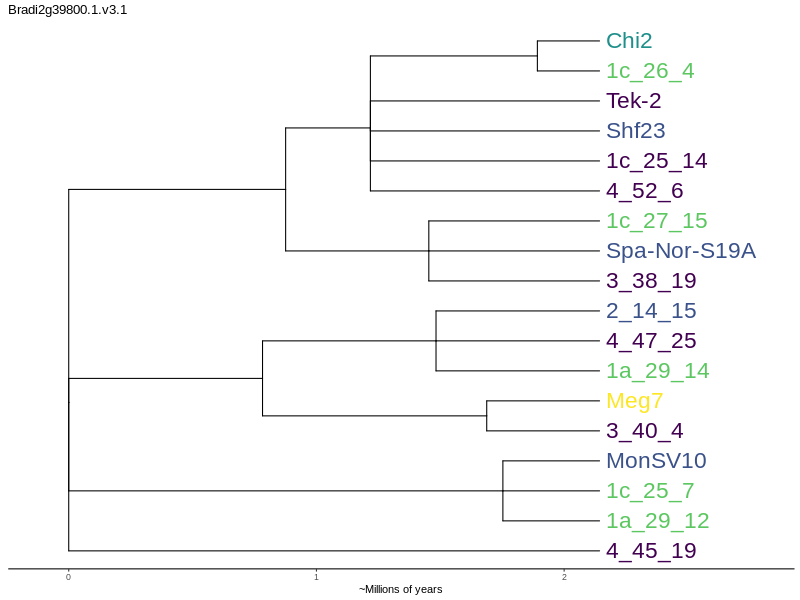 Bradi2g39800.1.v3.1
Chi2
1c_26_4
Tek-2
Shf23
1c_25_14
4_52_6
1c_27_15
Spa-Nor-S19A
3_38_19
2_14_15
4_47_25
1a_29_14
Meg7
3_40_4
MonSV10
1c_25_7
1a_29_12
4_45_19
0 1 2
~Millions of years